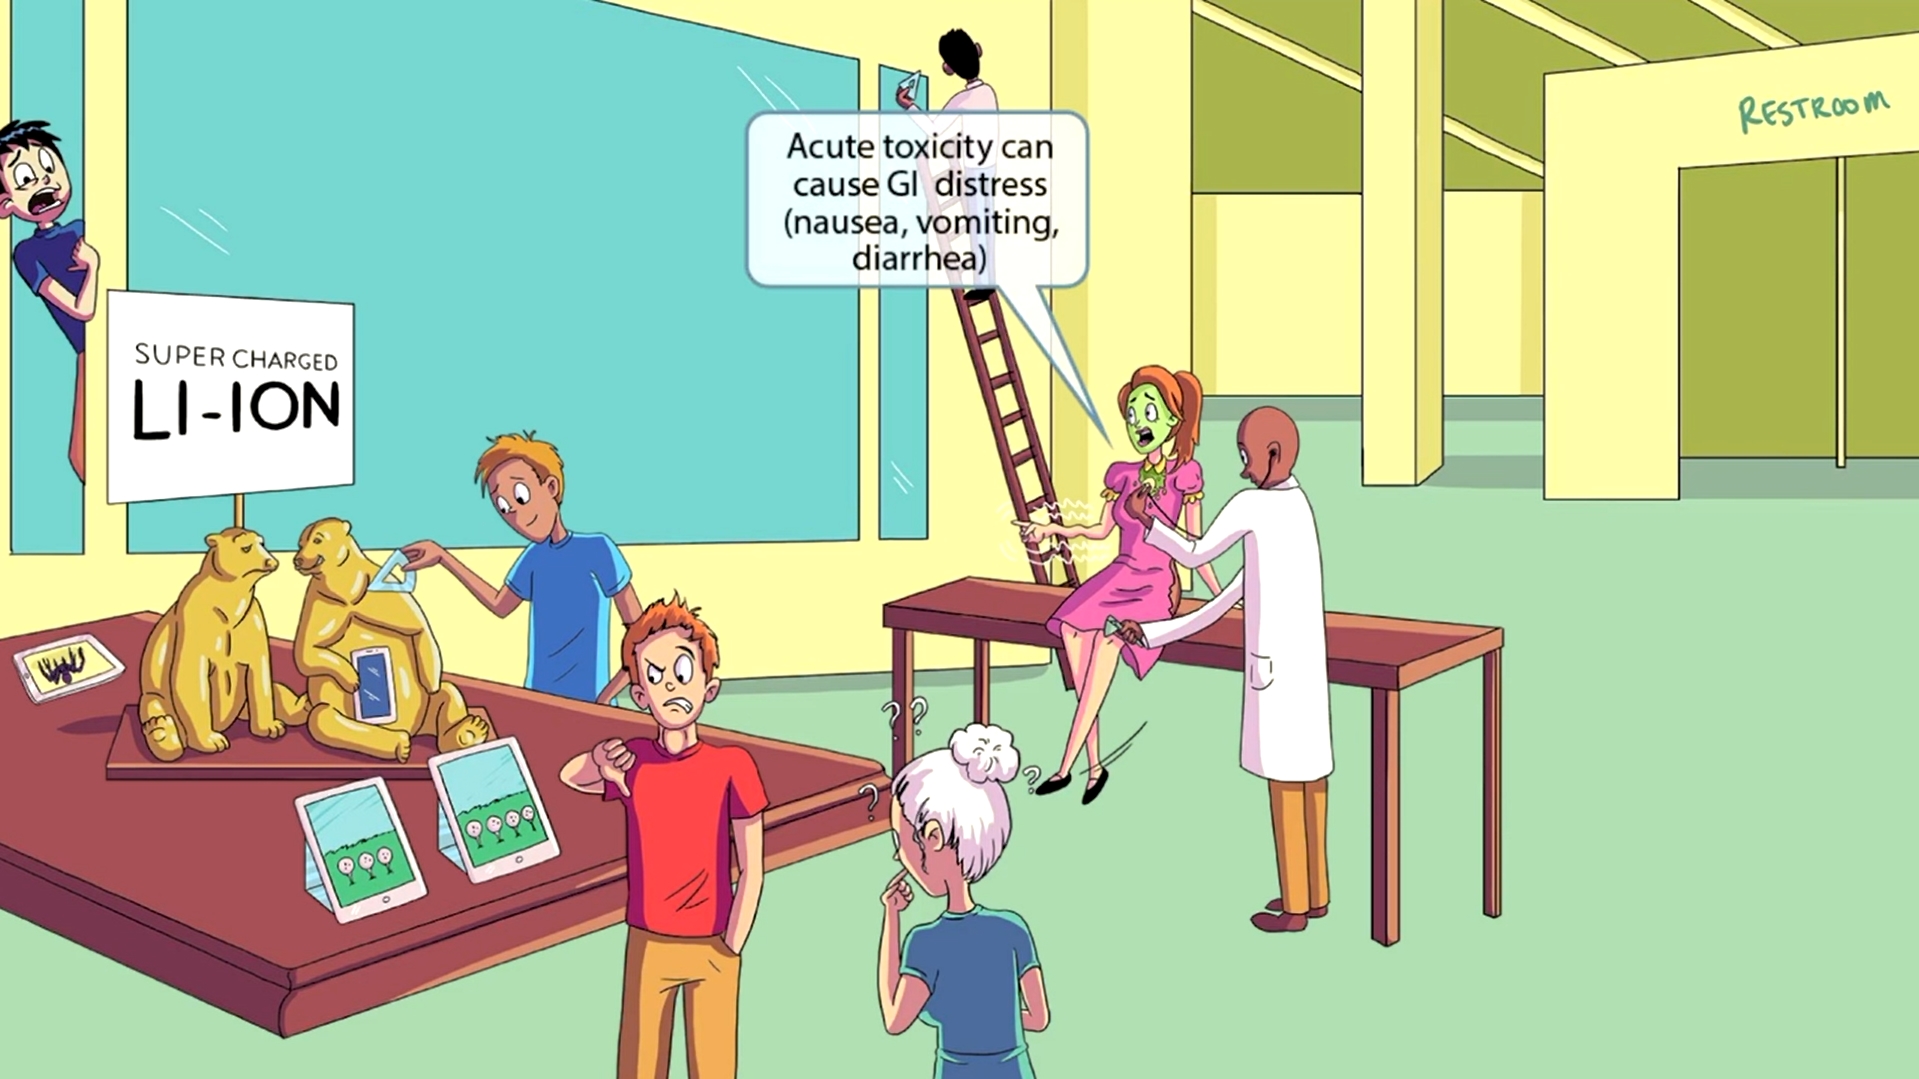 Acute toxicity can
cause GI distress
(nausea, vomiting,
diarrhea)
RESTROOM
SUPER CHARGED
LI-ION
? ?
?
?